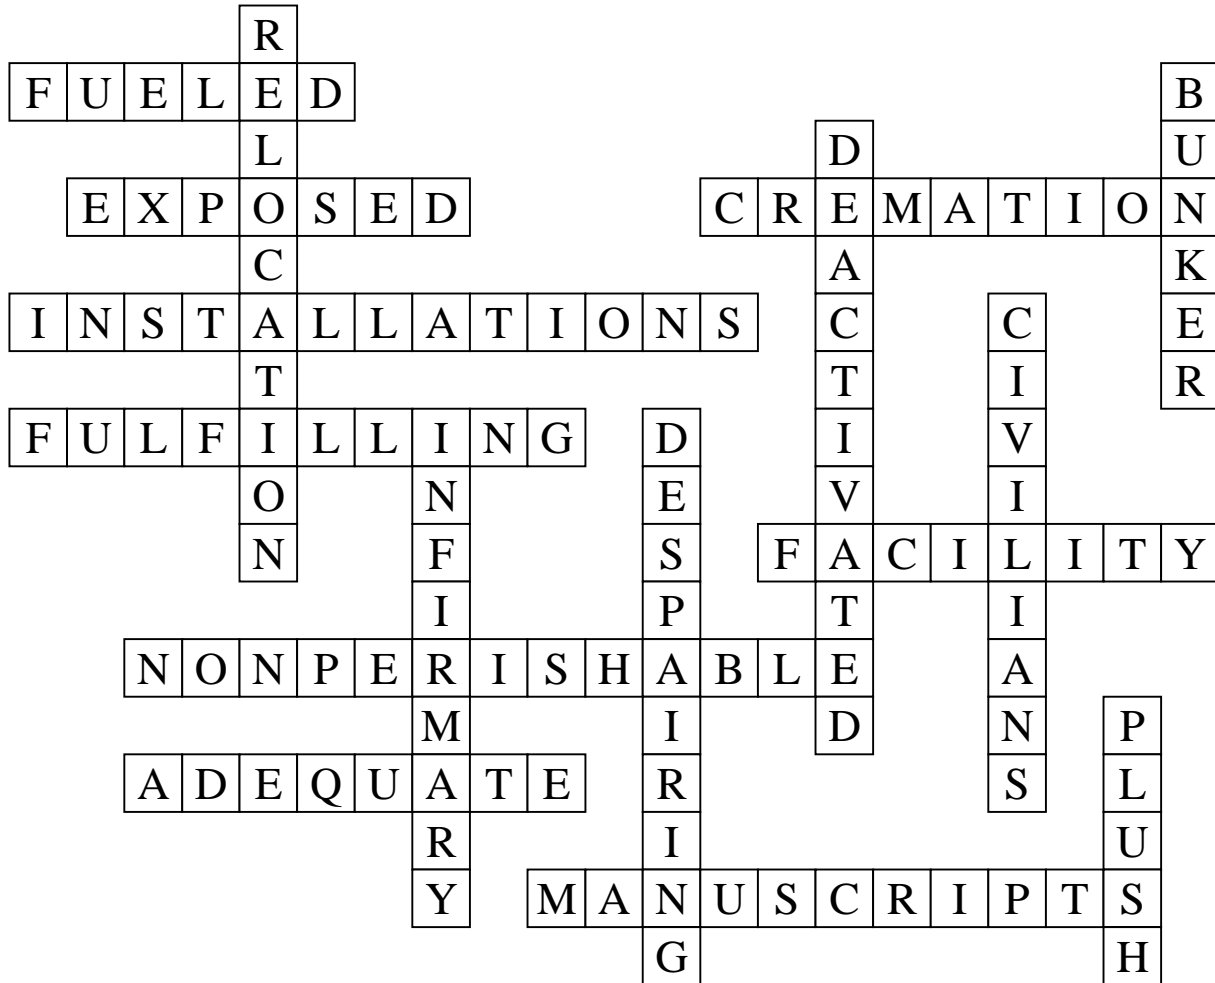 RELOCATION
FUELED
BUNKER
DEACTIVATED
EXPOSED
CREMATION
INSTALLATIONS
CIVILIANS
FULFILLING
INFIRMARY
DESPAIRING
FACILITY
NONPERISHABLE
PLUSH
ADEQUATE
MANUSCRIPTS